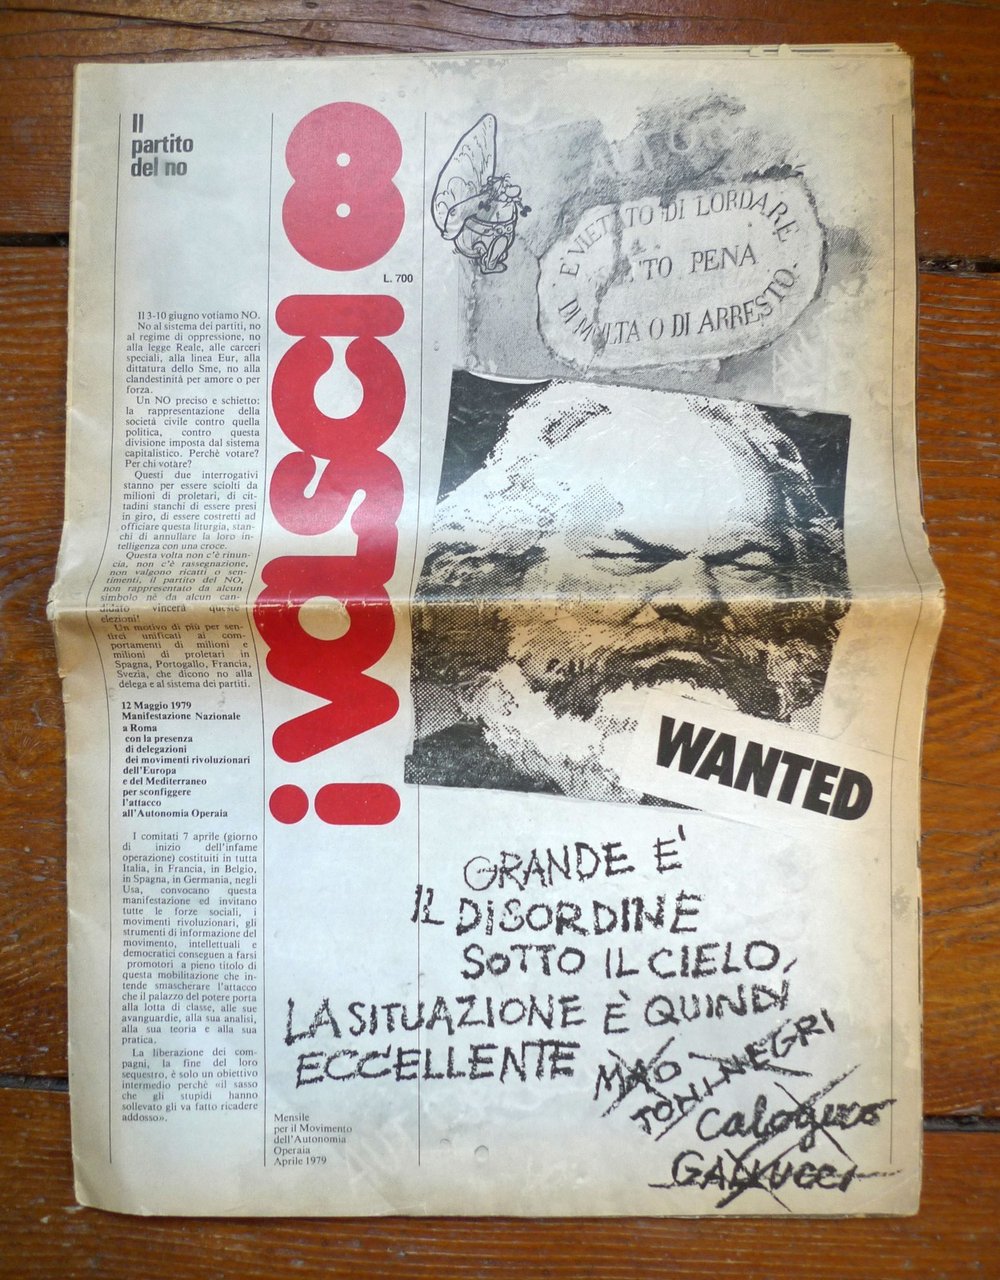 Il
partito
del no
Il 3-10 giugno votiamo NO.
No al sistema dei partiti, no
al regime di oppressione, no
alla legge Reale, alle carceri
speciali, alla linea Eur, alla
dittatura dello Sme, no alla
clandestinità per amore o per
forza.
Un NO preciso e schietto:
la rappresentazione della
società civile contro quella
politica, contro questa
divisione imposta dal sistema
capitalistico. Perchè votare?
Per chi votare?
Questi due interrogativi
stanno per essere sciolti da
milioni di proletari, di cit-
tadini stanchi di essere presi
in giro, di essere costretti ad
officiare questa liturgia, stan-
chi di annullare la loro in-
telligenza con una croce.
Questa volta non c'è rinun-
cia, non c'è rassegnazione,
non valgono ricatti o sen-
timenti, il partito del NO,
non rappresentato da alcun
simbolo né da alcun can-
didato vincerà queste
elezioni!
Un motivo di più per sen-
tirci unificati ai com-
portamenti di milioni e
milioni di proletari in
Spagna, Portogallo, Francia,
Svezia, che dicono no alla
delega e al sistema dei partiti.
12 Maggio 1979
Manifestazione Nazionale
a Roma
con la presenza
di delegazioni
dei movimenti rivoluzionari
dell'Europa
e del Mediterraneo
per sconfiggere
l'attacco
all'Autonomia Operaia
I comitati 7 aprile (giorno
di inizio dell'infame
operazione) costituiti in tutta
Italia, in Francia, in Belgio,
in Spagna, in Germania, negli
Usa, convocano questa
manifestazione ed invitano
tutte le forze sociali, i
movimenti rivoluzionari, gli
strumenti di informazione del
movimento, intellettuali e
democratici conseguen a farsi
promotori a pieno titolo di
questa mobilitazione che in-
tende smascherare l'attacco
che il palazzo del potere porta
alla lotta di classe, alle sue
avanguardie, alla sua analisi,
alla sua teoria e alla sua
pratica.
La liberazione dei com-
pagni, la fine del loro
sequestro, è solo un obiettivo
intermedio perchè «il sasso
che gli stupidi hanno
sollevato gli va fatto ricadere
addosso».
i VOLSCI 8
L. 700
Mensile
per il Movimento
dell'Autonomia
Operaia
Aprile 1979
E' VIETATO DI LORDARE
TO PENA
DI MULTA O DI ARRESTO
WANTED
GRANDE E'
IL DISORDINE
SOTTO IL CIELO,
LA SITUAZIONE È QUINDI
ECCELLENTE MAO
TONI NEGRI
Calogero
GALLUCCI